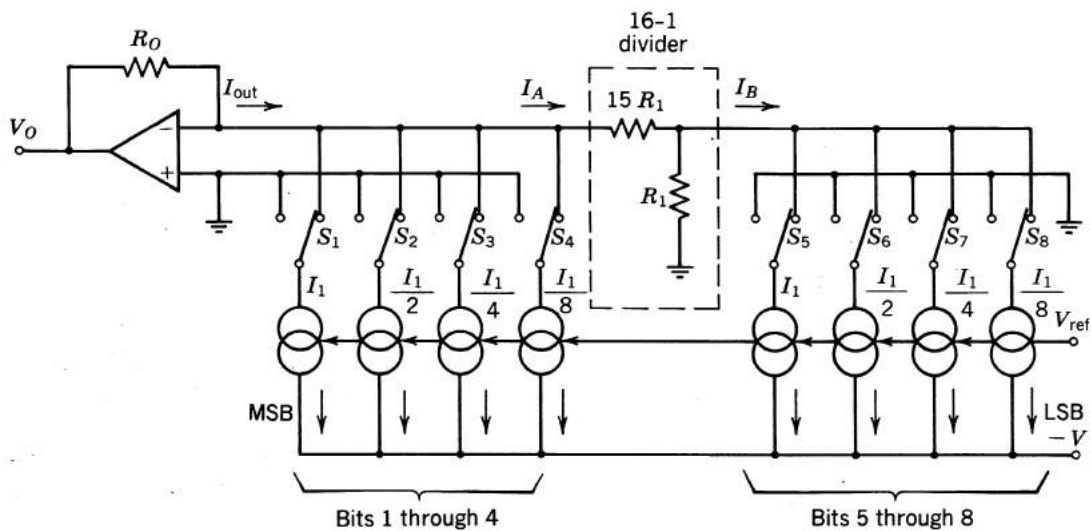 16-1
divider
R_O
I_out
I_A
15 R_1
I_B
V_O
−
+
R_1
S_1
S_2
S_3
S_4
S_5
S_6
S_7
S_8
I_1
I_1/2
I_1/4
I_1/8
I_1
I_1/2
I_1/4
I_1/8
V_ref
MSB
LSB
−V
Bits 1 through 4
Bits 5 through 8